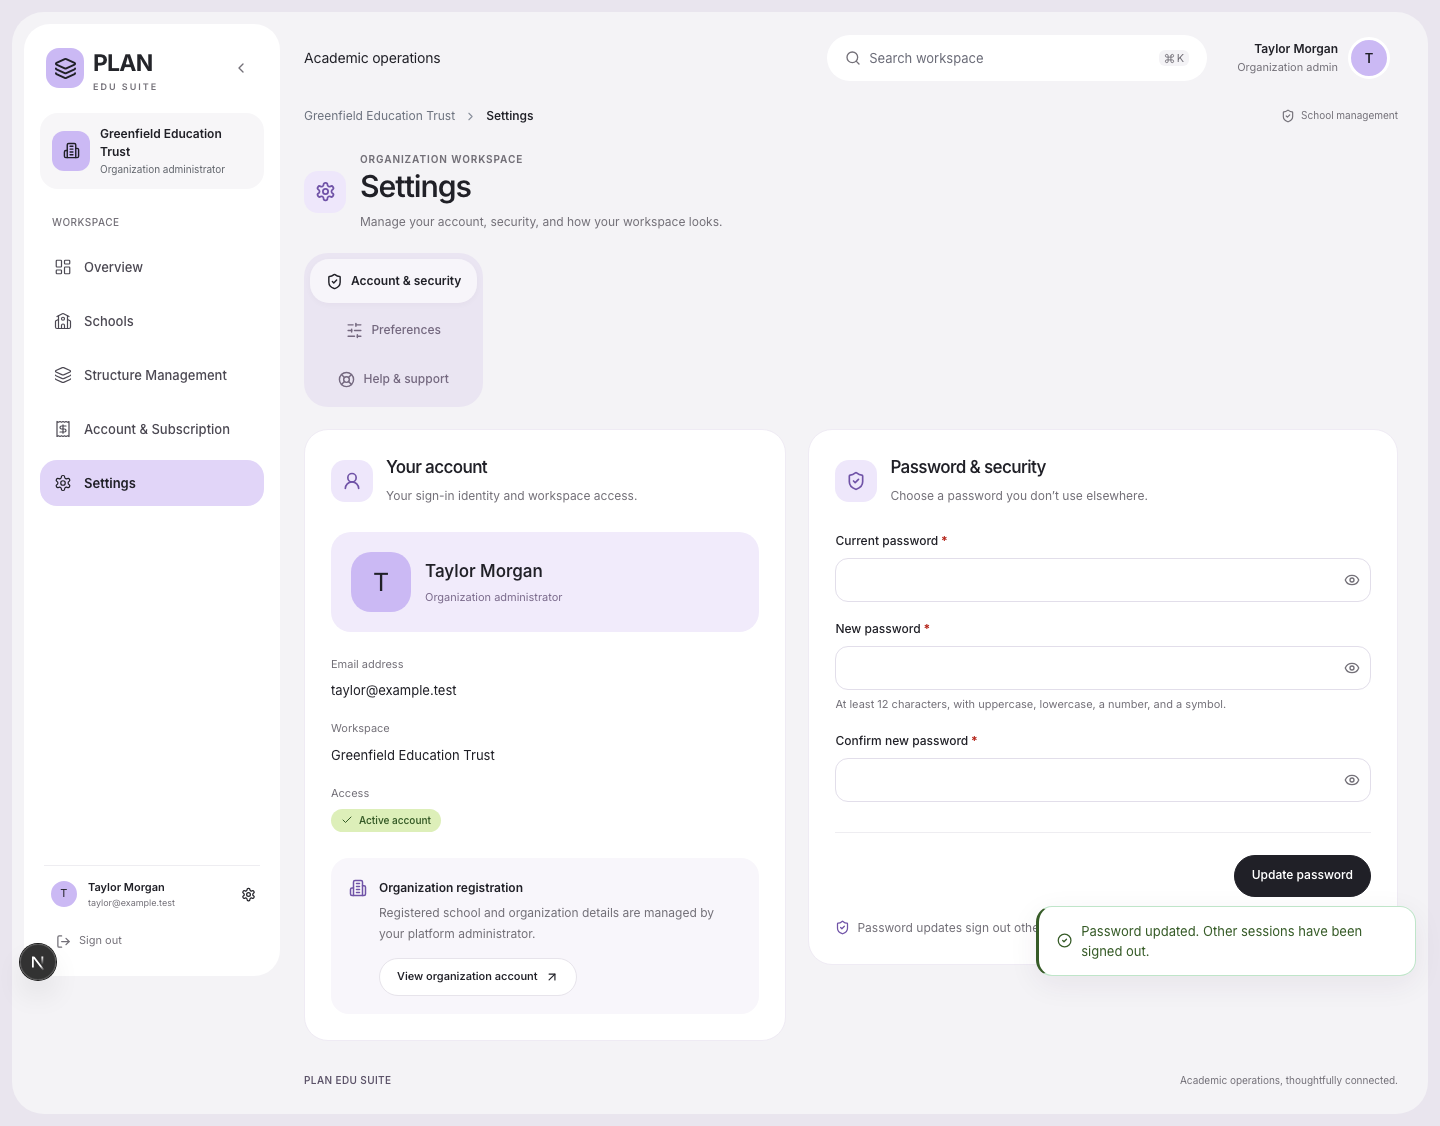 PLAN
EDU SUITE
Greenfield Education
Trust
Organization administrator
WORKSPACE
Overview
Schools
Structure Management
Account & Subscription
Settings
T
Taylor Morgan
taylor@example.test
Sign out
N
Academic operations
Search workspace
⌘K
Taylor Morgan
Organization admin
T
Greenfield Education Trust
Settings
School management
ORGANIZATION WORKSPACE
Settings
Manage your account, security, and how your workspace looks.
Account & security
Preferences
Help & support
Your account
Your sign-in identity and workspace access.
T
Taylor Morgan
Organization administrator
Email address
taylor@example.test
Workspace
Greenfield Education Trust
Access
Active account
Organization registration
Registered school and organization details are managed by
your platform administrator.
View organization account
Password & security
Choose a password you don't use elsewhere.
Current password *
New password *
At least 12 characters, with uppercase, lowercase, a number, and a symbol.
Confirm new password *
Update password
Password updates sign out
Password updated. Other sessions have been
signed out.
PLAN EDU SUITE
Academic operations, thoughtfully connected.